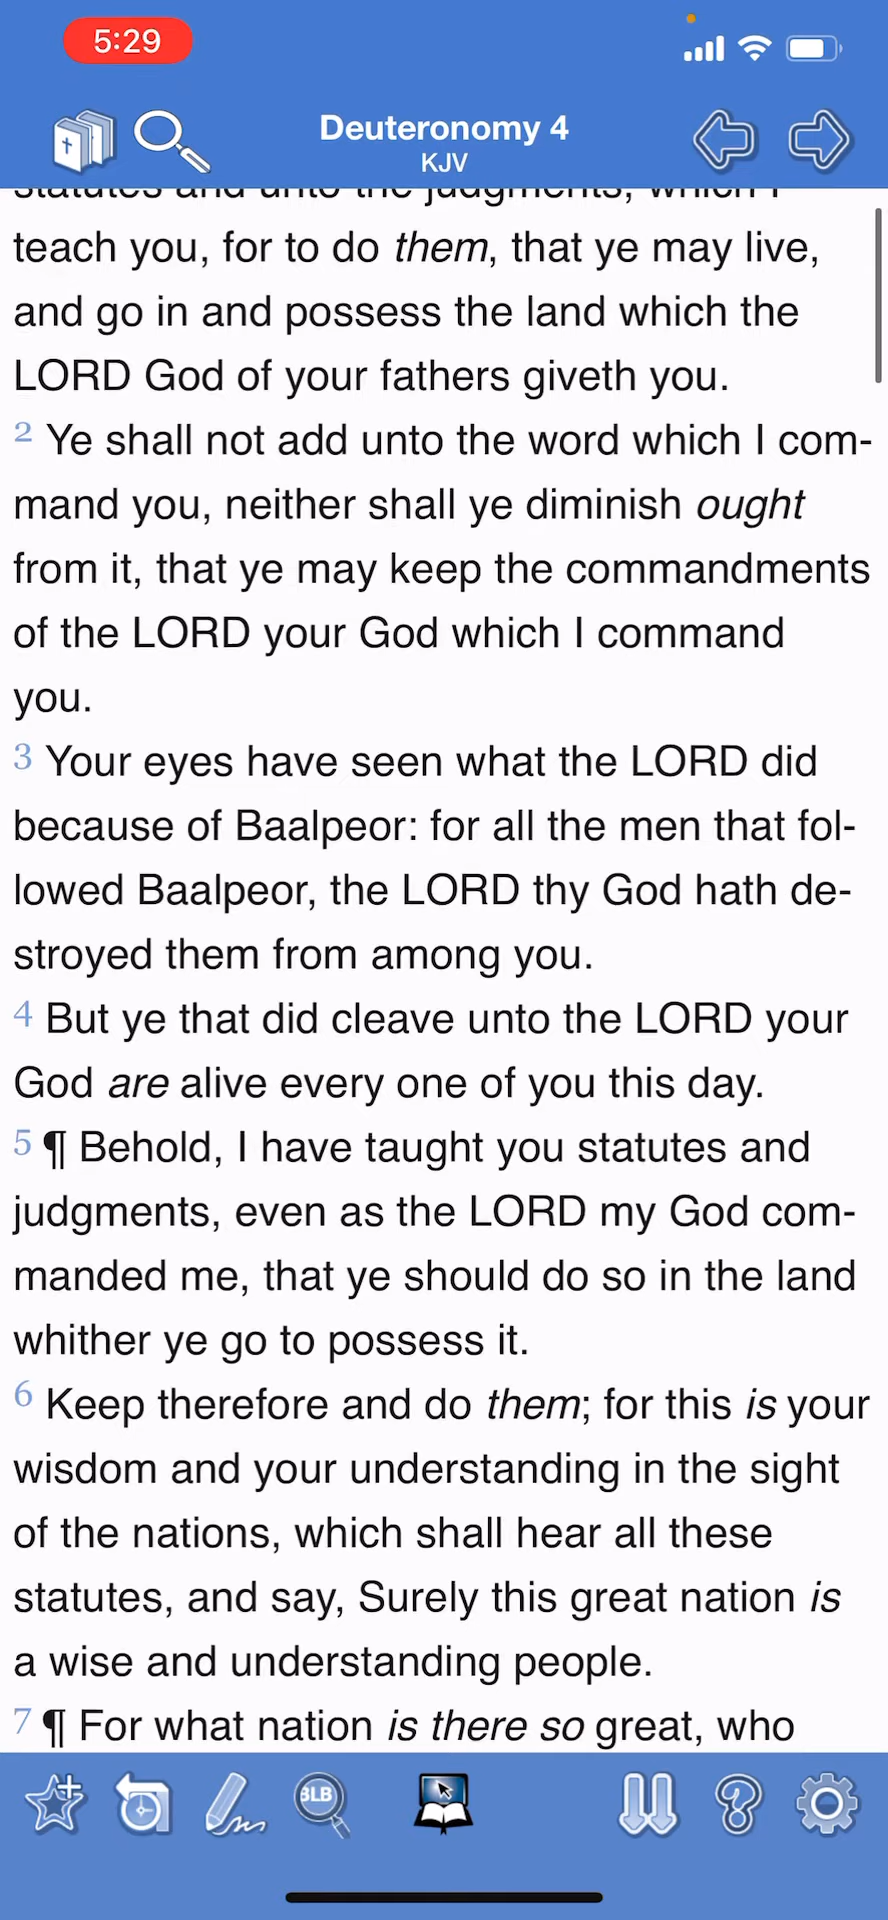 5:29
Deuteronomy 4
KJV
statutes and unto the judgments, which I
teach you, for to do them, that ye may live,
and go in and possess the land which the
LORD God of your fathers giveth you.
2 Ye shall not add unto the word which I com-
mand you, neither shall ye diminish ought
from it, that ye may keep the commandments
of the LORD your God which I command
you.
3 Your eyes have seen what the LORD did
because of Baalpeor: for all the men that fol-
lowed Baalpeor, the LORD thy God hath de-
stroyed them from among you.
4 But ye that did cleave unto the LORD your
God are alive every one of you this day.
5 ¶ Behold, I have taught you statutes and
judgments, even as the LORD my God com-
manded me, that ye should do so in the land
whither ye go to possess it.
6 Keep therefore and do them; for this is your
wisdom and your understanding in the sight
of the nations, which shall hear all these
statutes, and say, Surely this great nation is
a wise and understanding people.
7 ¶ For what nation is there so great, who
BLB